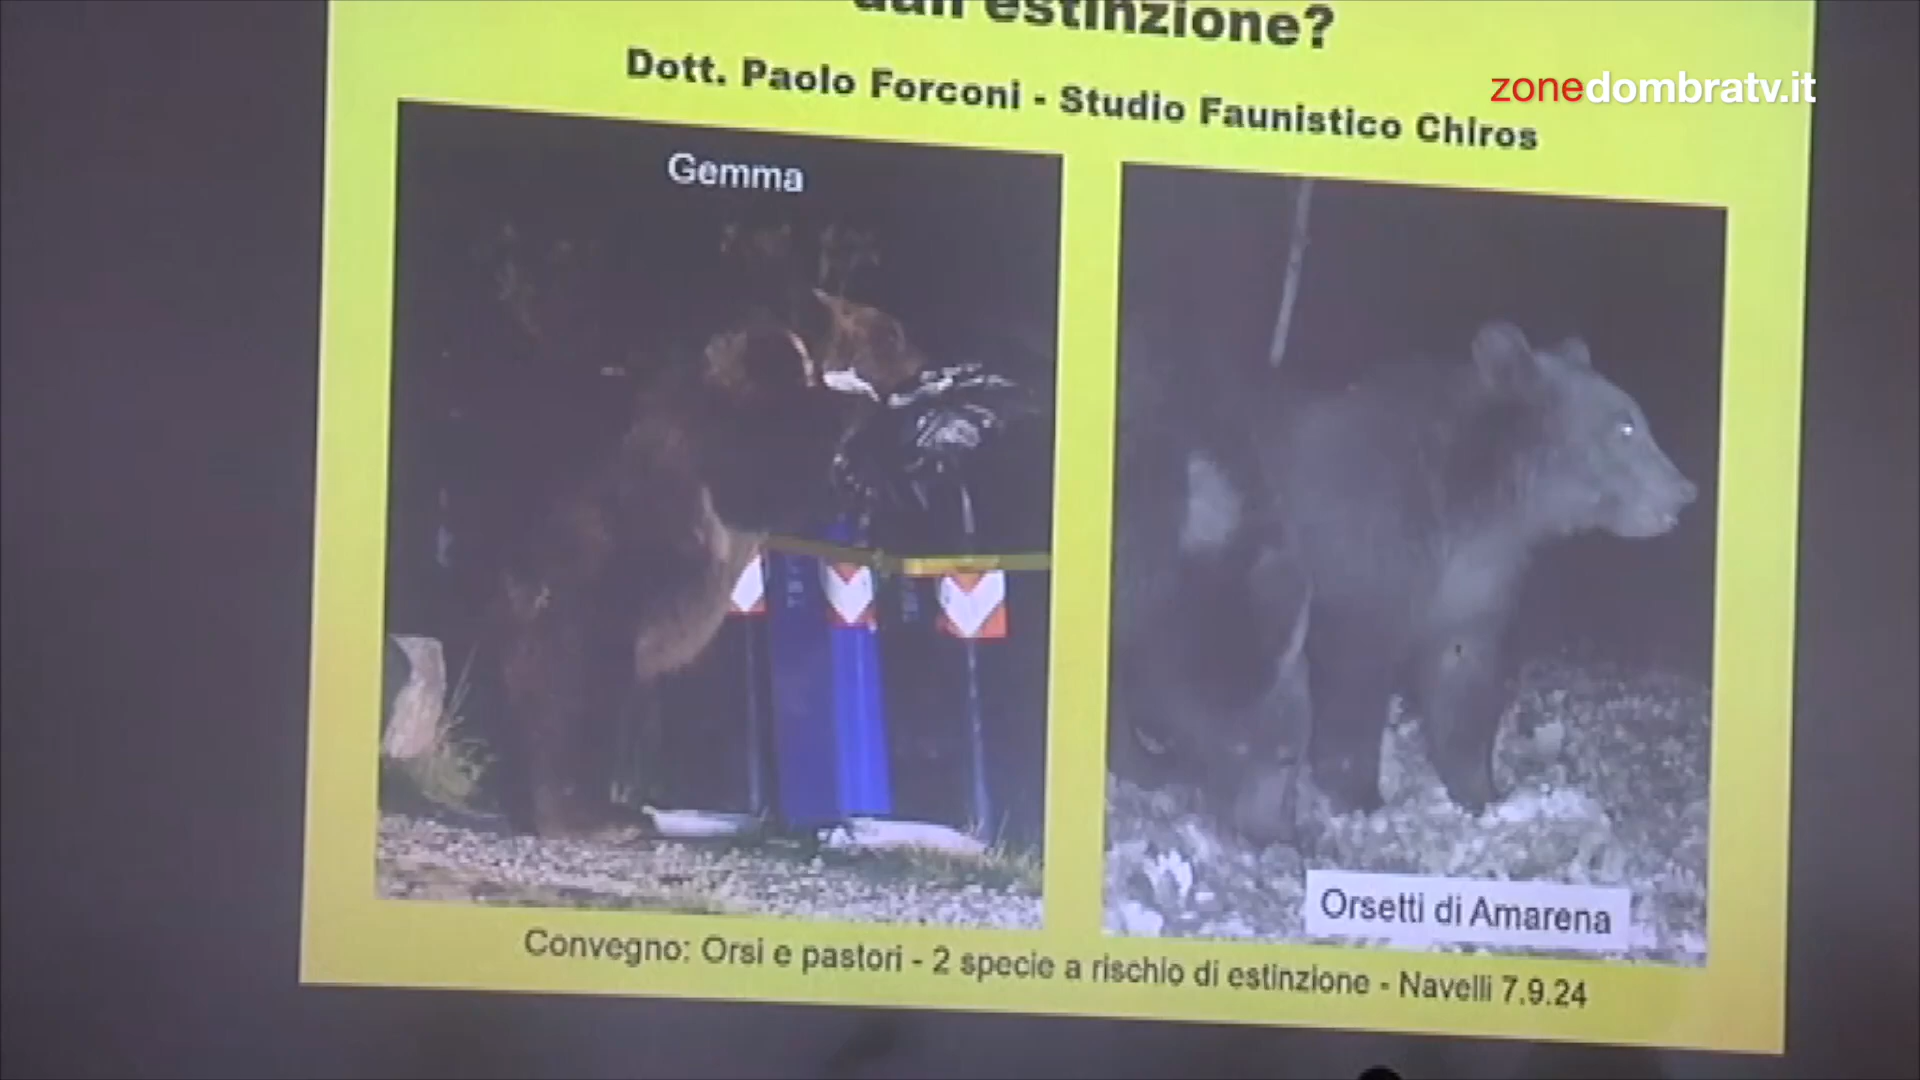 dall'estinzione?
Dott. Paolo Forconi - Studio Faunistico Chiros
zonedombratv.it
Gemma
Orsetti di Amarena
Convegno: Orsi e pastori - 2 specie a rischio di estinzione - Navelli 7.9.24